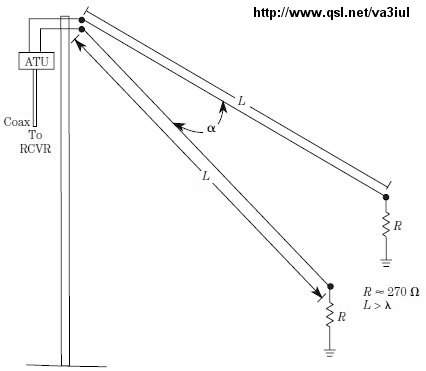 http://www.qsl.net/va3iul
ATU
L
Coax
To
RCVR
α
L
R
R ≈ 270 Ω
L > λ
R